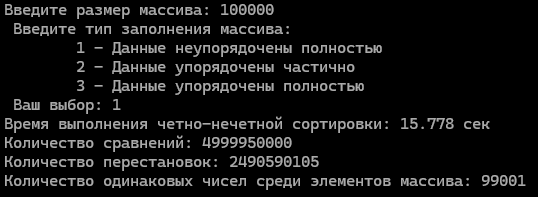 Введите размер массива: 100000
Введите тип заполнения массива:
1 – Данные неупорядочены полностью
2 – Данные упорядочены частично
3 – Данные упорядочены полностью
Ваш выбор: 1
Время выполнения четно-нечетной сортировки: 15.778 сек
Количество сравнений: 4999950000
Количество перестановок: 2490590105
Количество одинаковых чисел среди элементов массива: 99001